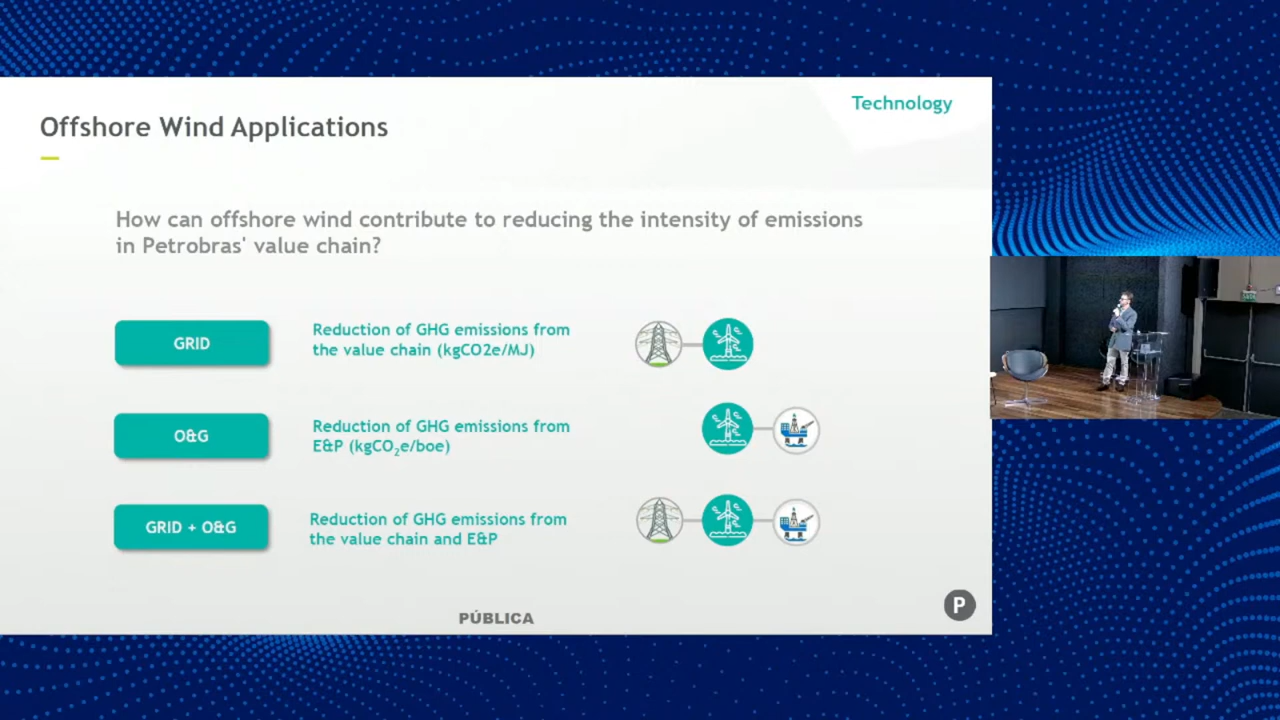 Technology
Offshore Wind Applications
How can offshore wind contribute to reducing the intensity of emissions
in Petrobras' value chain?
GRID
Reduction of GHG emissions from
the value chain (kgCO2e/MJ)
O&G
Reduction of GHG emissions from
E&P (kgCO₂e/boe)
GRID + O&G
Reduction of GHG emissions from
the value chain and E&P
PÚBLICA
P